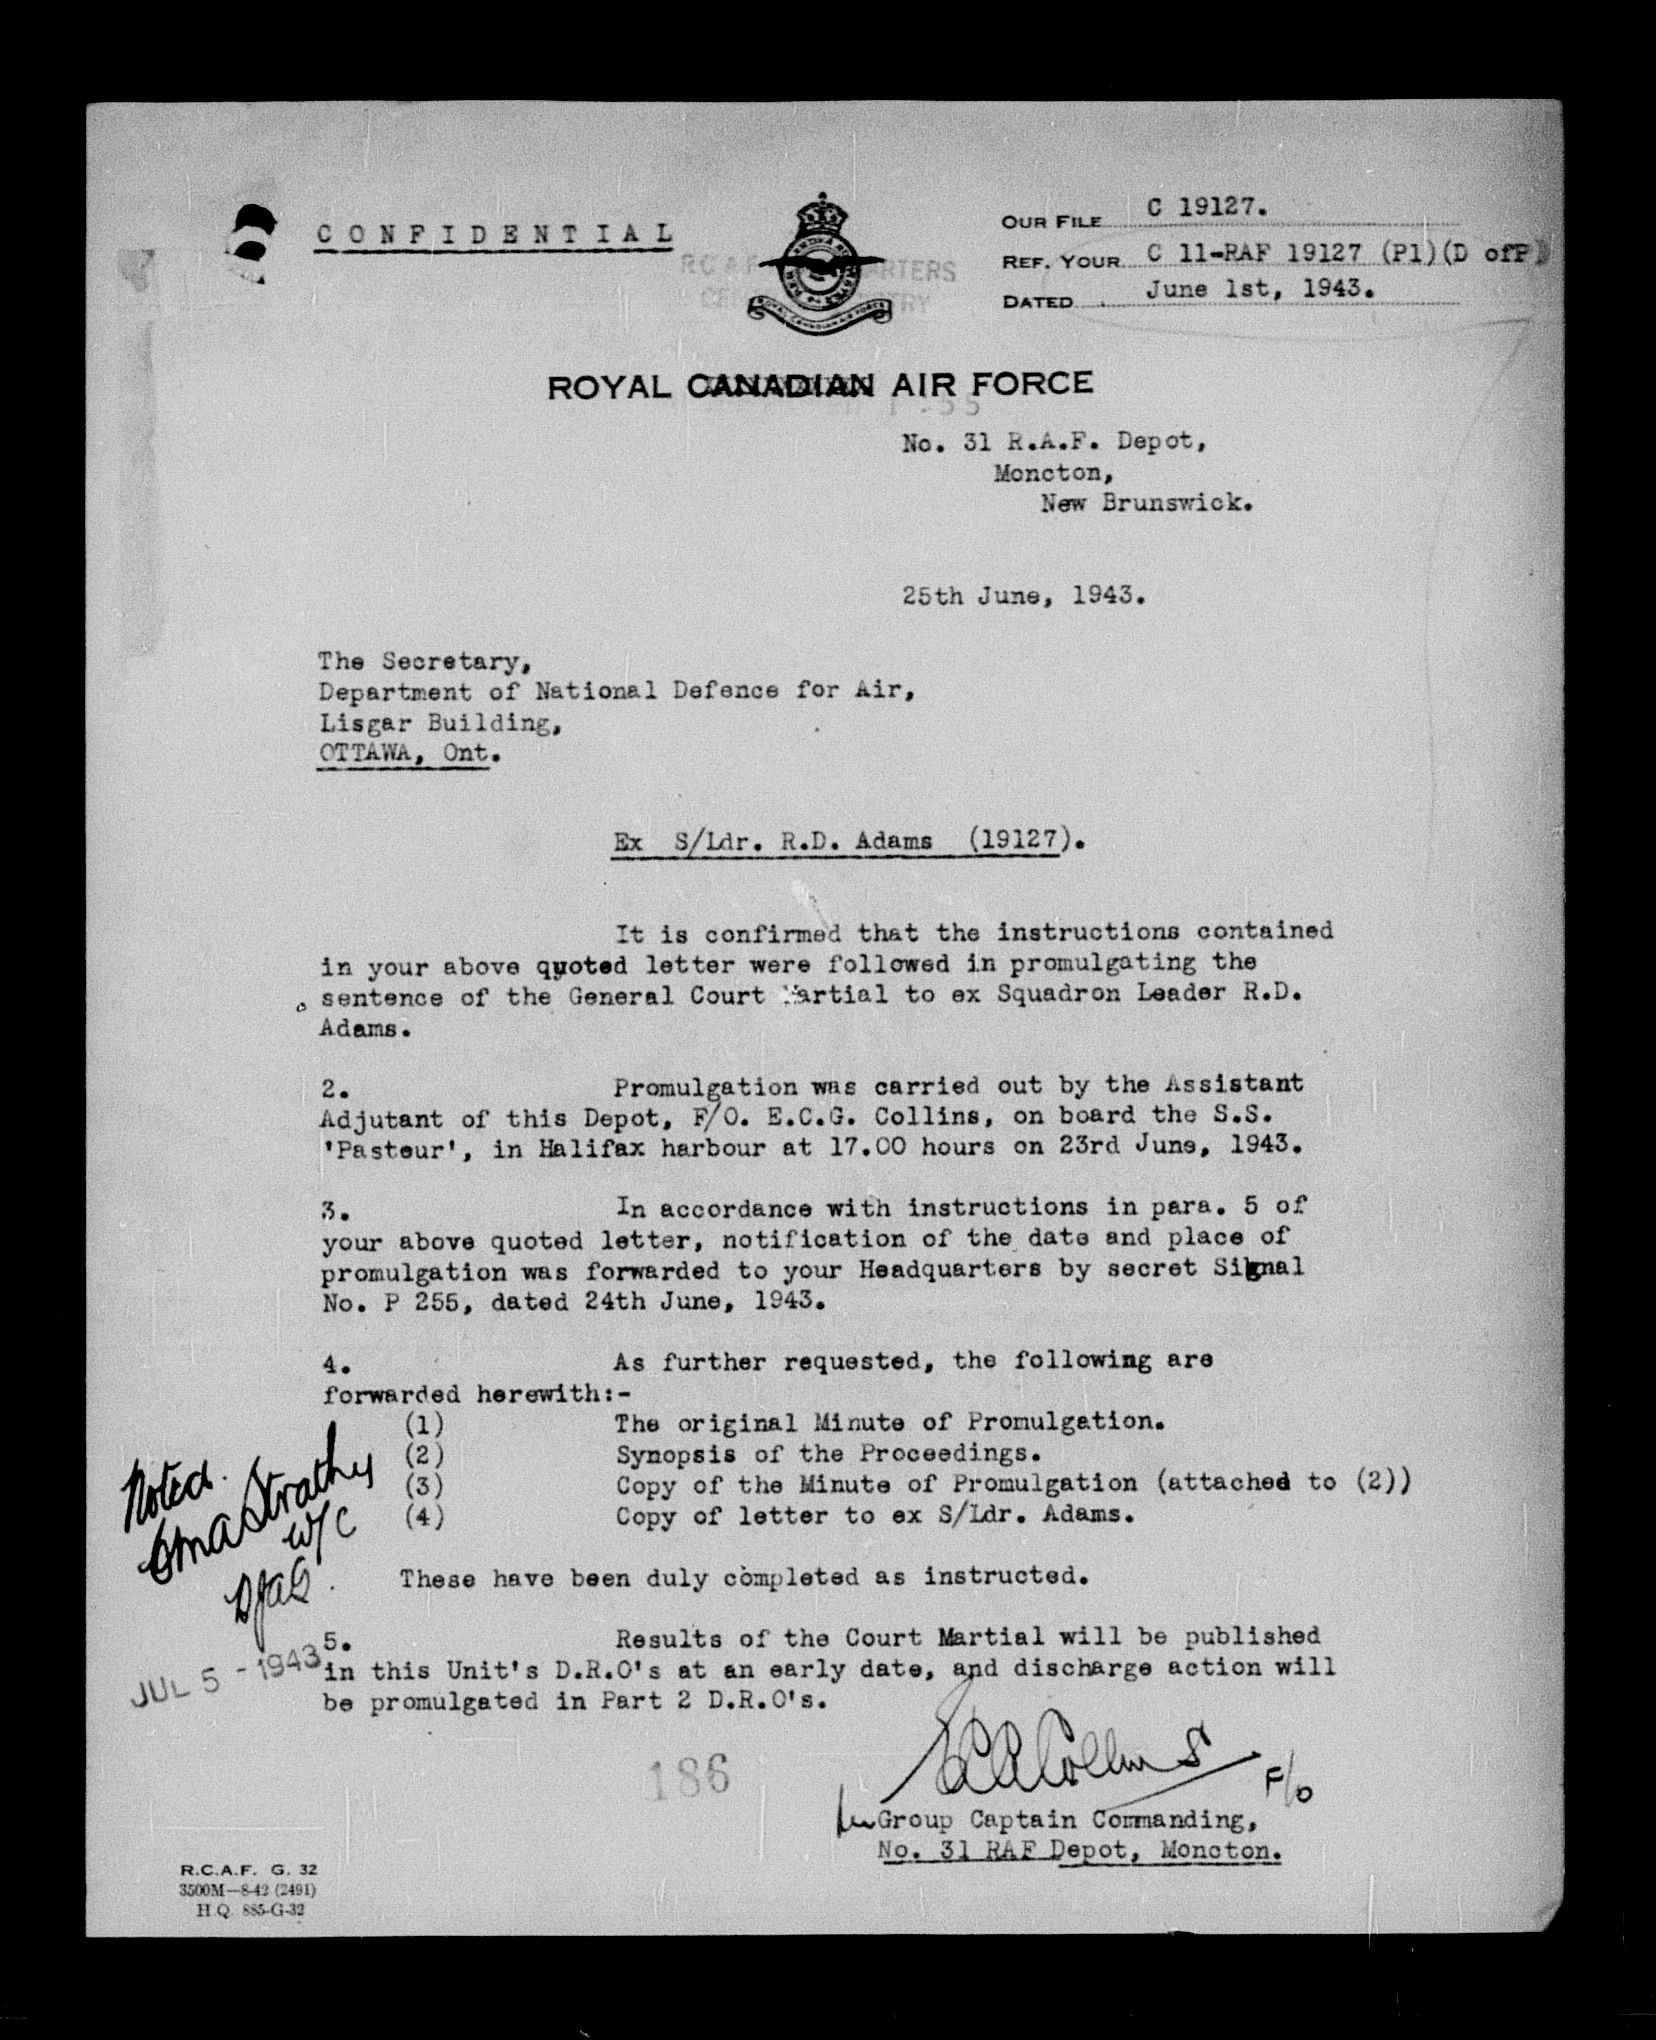 CONFIDENTIAL
OUR FILE C 19127.
REF. YOUR C 11-RAF 19127 (P1)(D ofP)
DATED June 1st, 1943.
ROYAL CANADIAN AIR FORCE
No. 31 R.A.F. Depot,
Moncton,
New Brunswick.
25th June, 1943.
The Secretary,
Department of National Defence for Air,
Lisgar Building,
OTTAWA, Ont.
Ex S/Ldr. R.D. Adams (19127).
It is confirmed that the instructions contained
in your above quoted letter were followed in promulgating the
sentence of the General Court Martial to ex Squadron Leader R.D.
Adams.
2. Promulgation was carried out by the Assistant
Adjutant of this Depot, F/O. E.C.G. Collins, on board the S.S.
'Pasteur', in Halifax harbour at 17.00 hours on 23rd June, 1943.
3. In accordance with instructions in para. 5 of
your above quoted letter, notification of the date and place of
promulgation was forwarded to your Headquarters by secret Signal
No. P 255, dated 24th June, 1943.
4. As further requested, the following are
forwarded herewith:-
(1) The original Minute of Promulgation.
(2) Synopsis of the Proceedings.
(3) Copy of the Minute of Promulgation (attached to (2))
(4) Copy of letter to ex S/Ldr. Adams.
Noted.
Strathy
W/C
DJAG.
These have been duly completed as instructed.
5. Results of the Court Martial will be published
in this Unit's D.R.O's at an early date, and discharge action will
be promulgated in Part 2 D.R.O's.
JUL 5 - 1943
186
Collins F/O
for Group Captain Commanding,
No. 31 RAF Depot, Moncton.
R.C.A.F. G. 32
3500M—8-42 (2491)
H.Q. 885-G-32